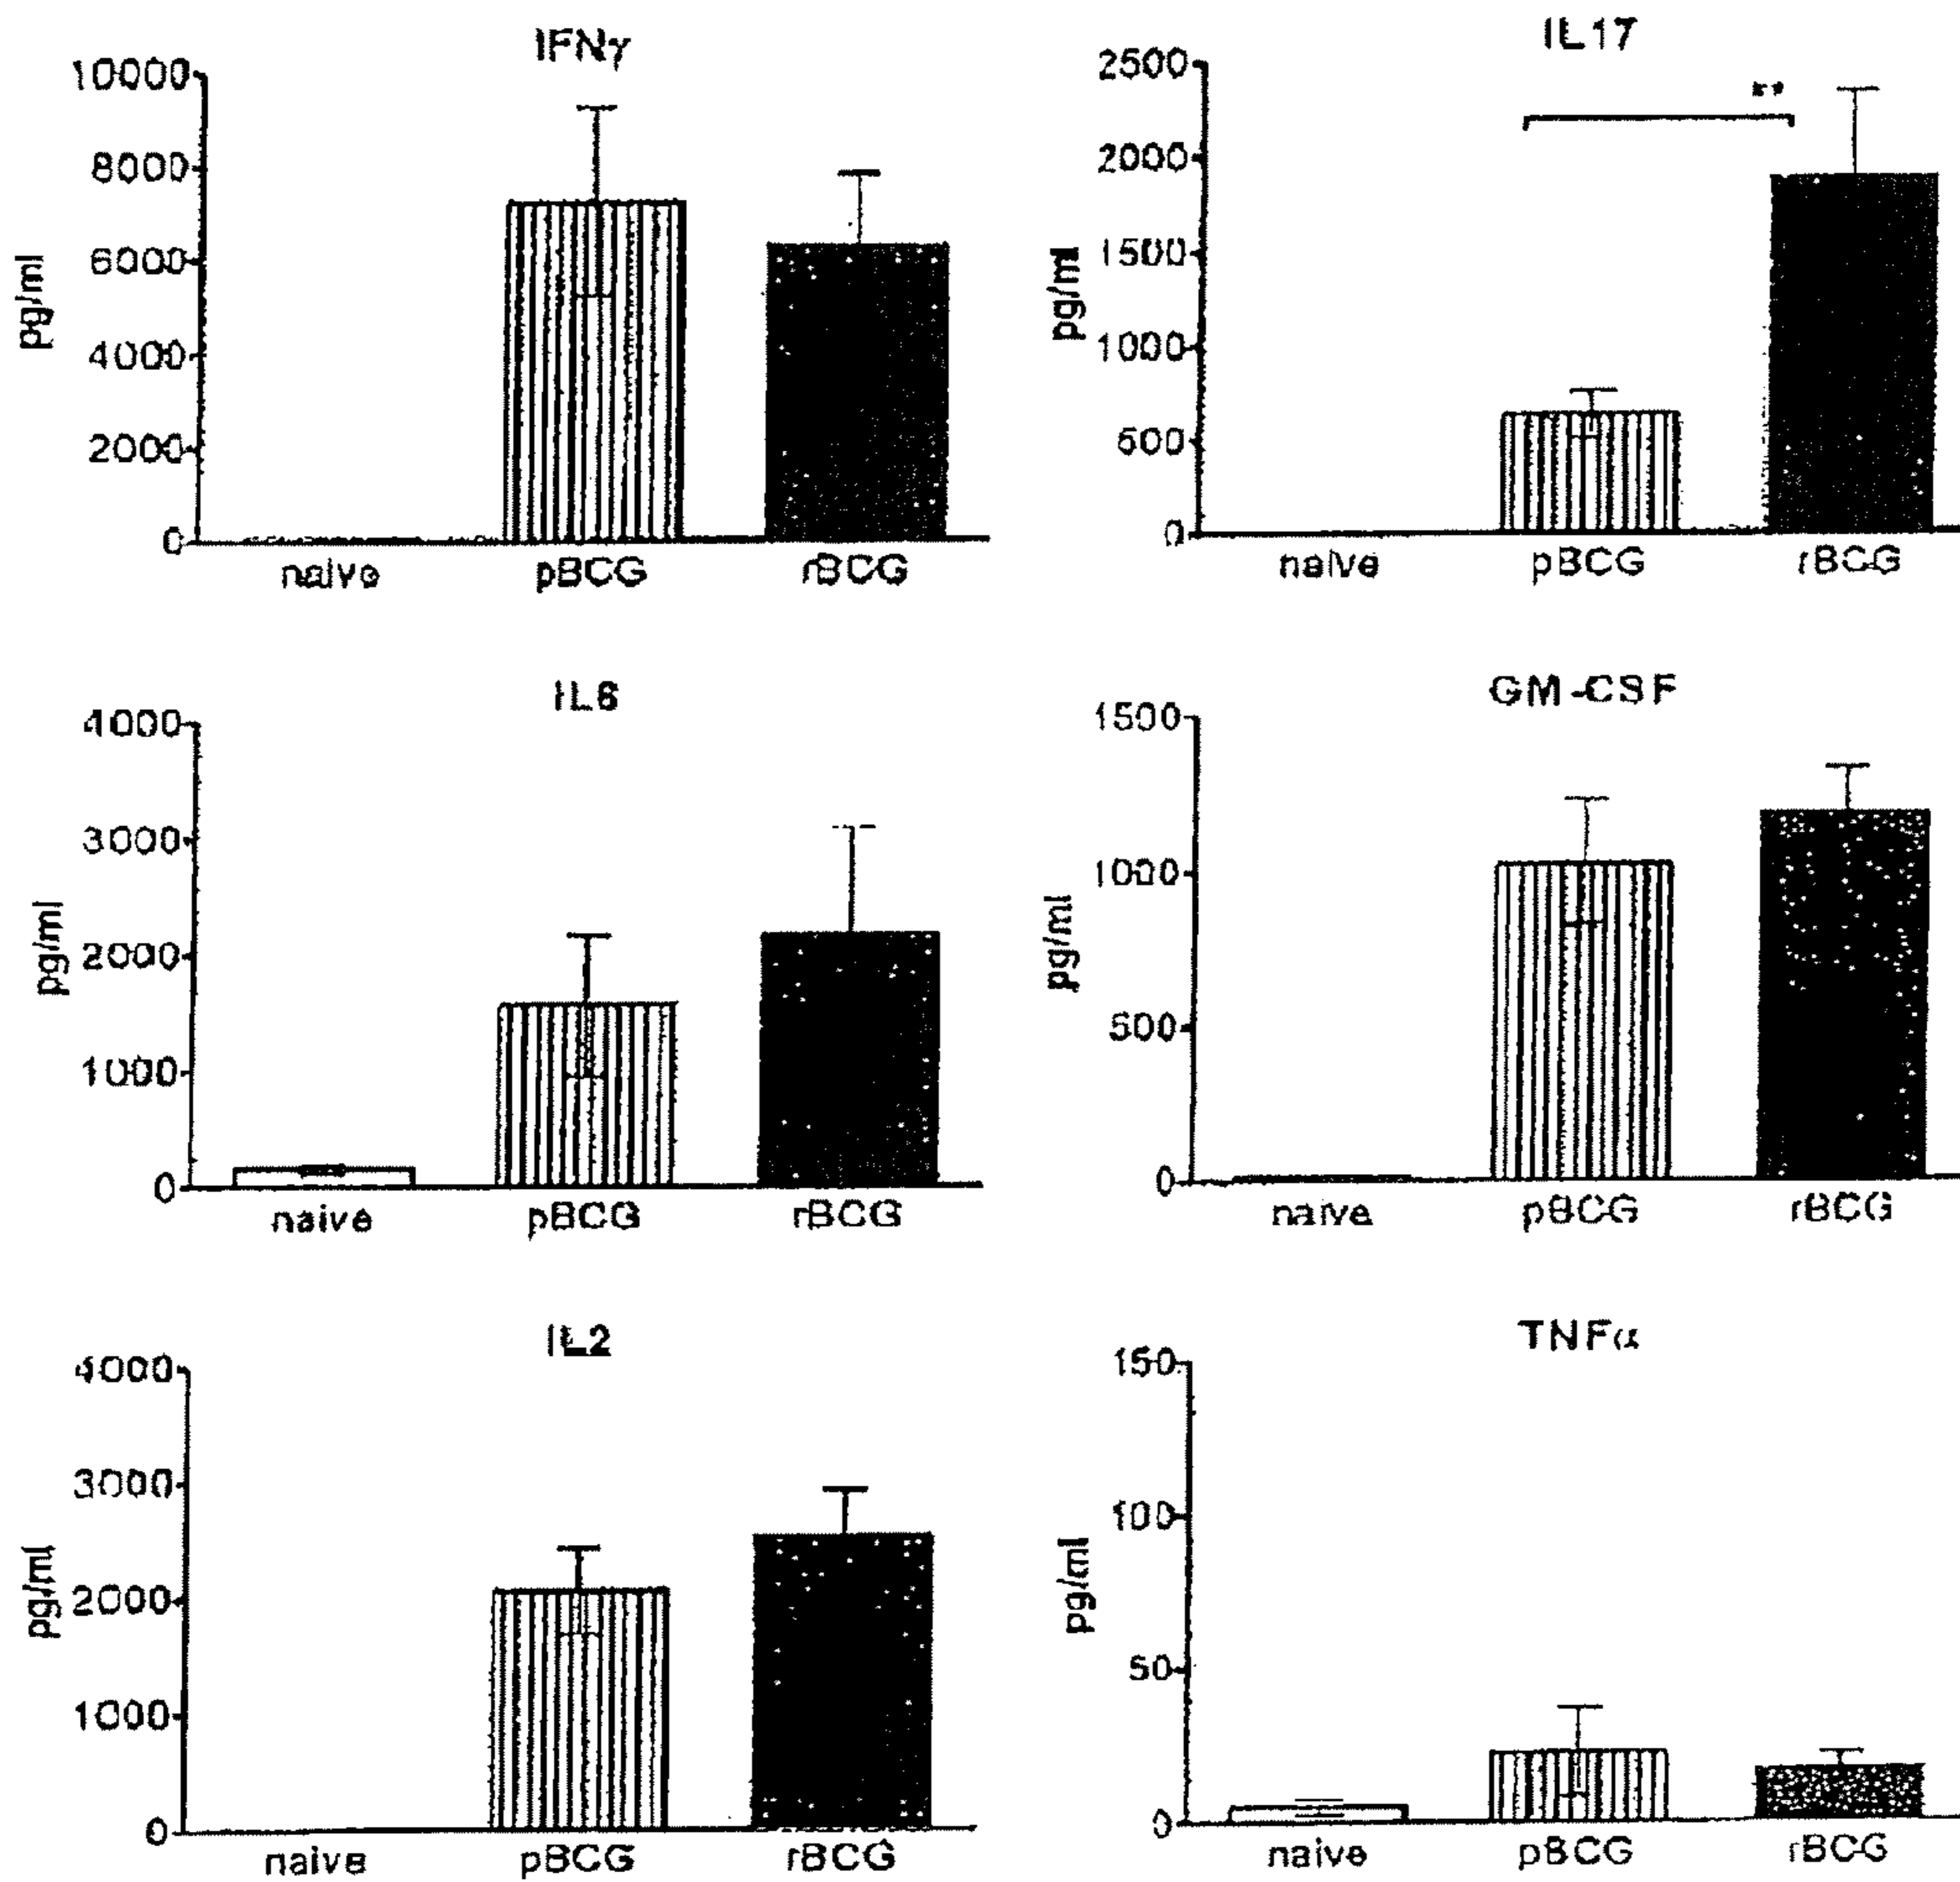 IFNγ
10000
8000
6000
4000
2000
0
pg/ml
naive pBCG rBCG
IL17
**
2500
2000
1500
1000
500
0
pg/ml
naive pBCG rBCG
IL6
4000
3000
2000
1000
0
pg/ml
naive pBCG rBCG
GM-CSF
1500
1000
500
0
pg/ml
naive pBCG rBCG
IL2
4000
3000
2000
1000
0
pg/ml
naive pBCG rBCG
TNFα
150
100
50
0
pg/ml
naive pBCG rBCG